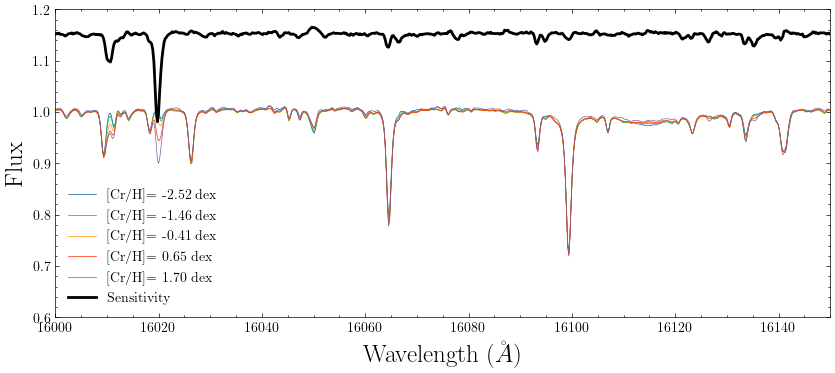 1.2
1.1
1.0
0.9
0.8
0.7
0.6
Flux
[Cr/H]= -2.52 dex
[Cr/H]= -1.46 dex
[Cr/H]= -0.41 dex
[Cr/H]= 0.65 dex
[Cr/H]= 1.70 dex
Sensitivity
16000 16020 16040 16060 16080 16100 16120 16140
Wavelength (Å)